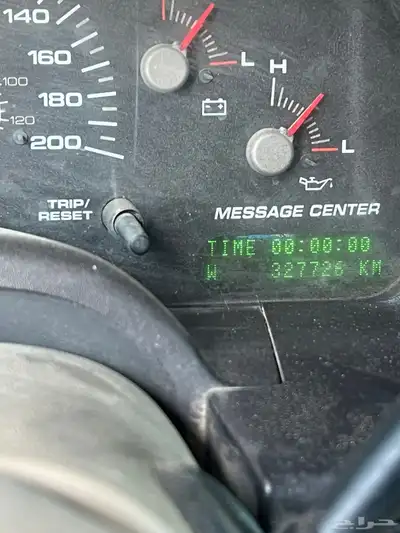 140
160
100
180
120
200
L
H
L
TRIP/
RESET
MESSAGE CENTER
TIME 00:00:00
W 327726 KM
حراج